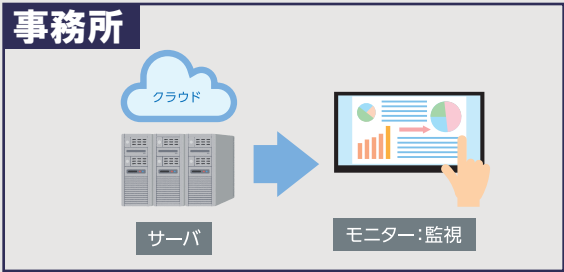 事務所
クラウド
サーバ
モニター：監視